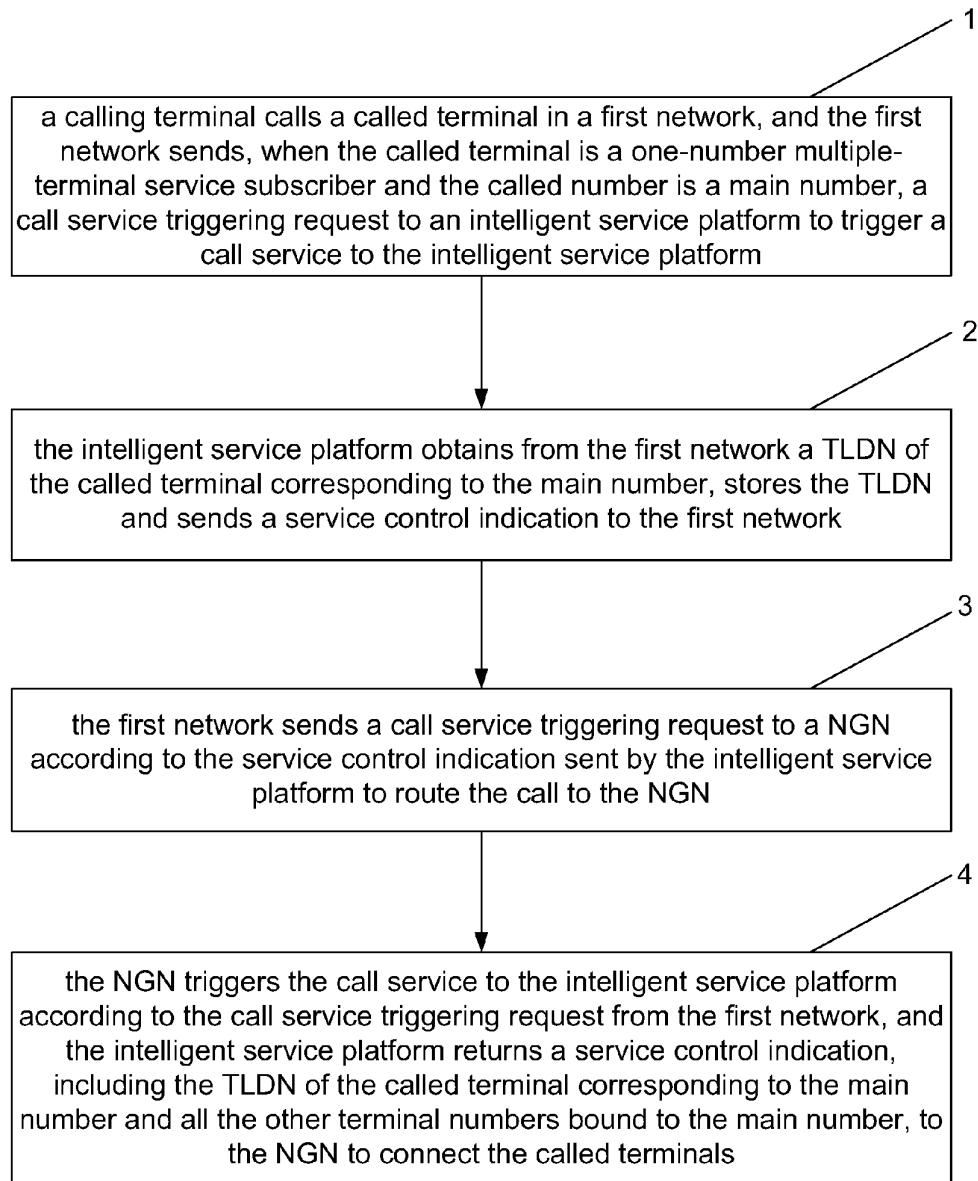 1
a calling terminal calls a called terminal in a first network, and the first
network sends, when the called terminal is a one-number multiple-
terminal service subscriber and the called number is a main number, a
call service triggering request to an intelligent service platform to trigger a
call service to the intelligent service platform
2
the intelligent service platform obtains from the first network a TLDN of
the called terminal corresponding to the main number, stores the TLDN
and sends a service control indication to the first network
3
the first network sends a call service triggering request to a NGN
according to the service control indication sent by the intelligent service
platform to route the call to the NGN
4
the NGN triggers the call service to the intelligent service platform
according to the call service triggering request from the first network, and
the intelligent service platform returns a service control indication,
including the TLDN of the called terminal corresponding to the main
number and all the other terminal numbers bound to the main number, to
the NGN to connect the called terminals